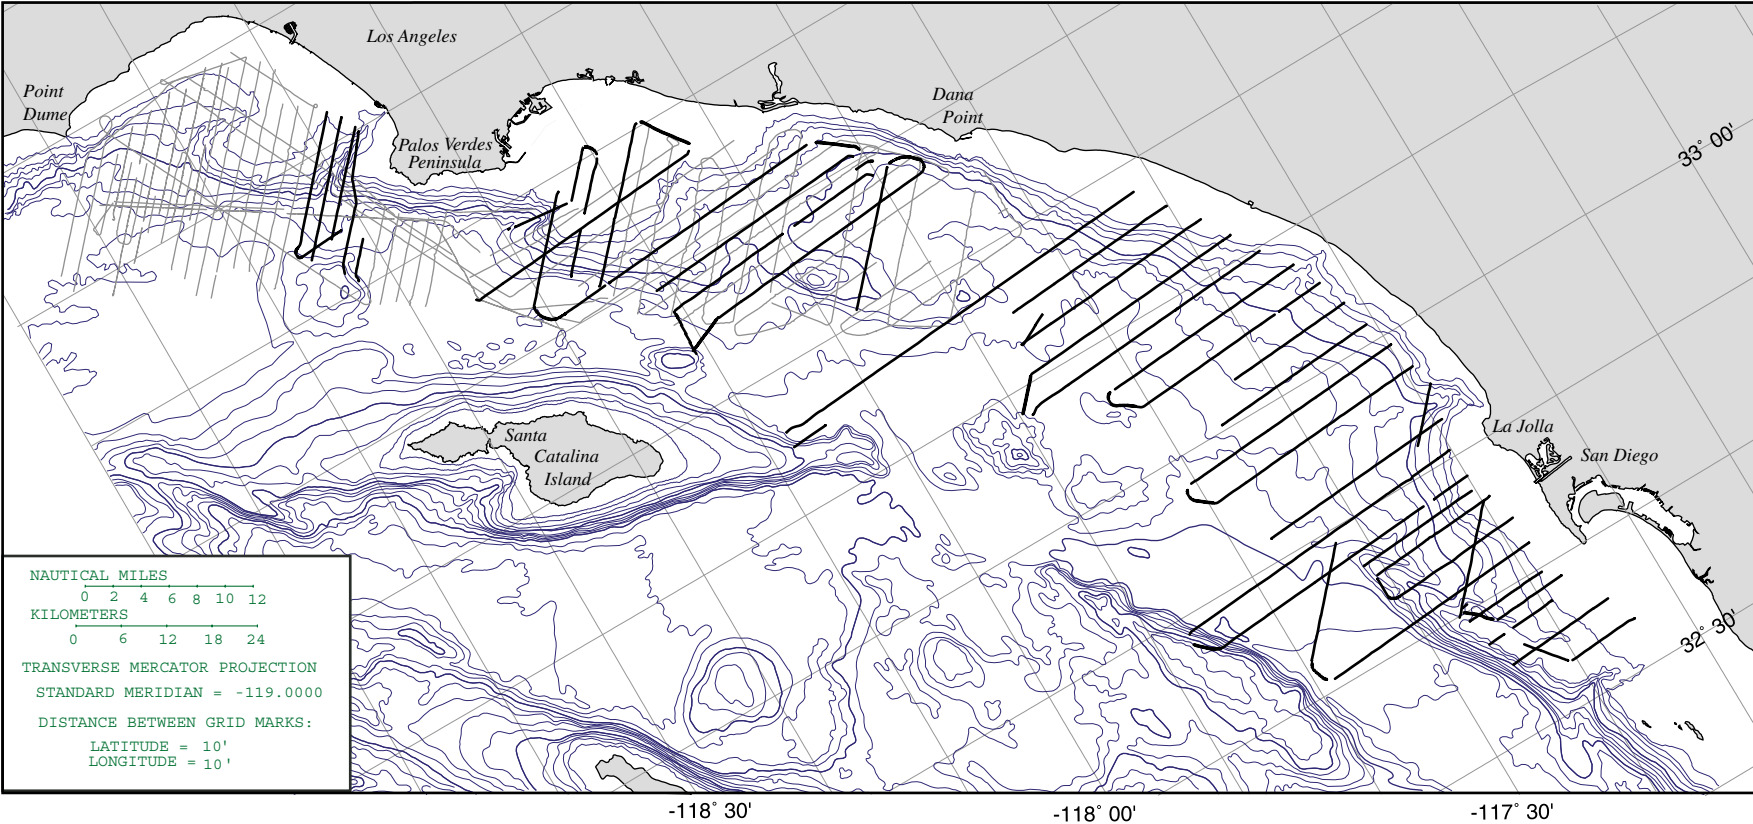 Los Angeles
Point
Dume
Palos Verdes
Peninsula
Dana
Point
33° 00'
Santa
Catalina
Island
La Jolla
San Diego
32° 30'
NAUTICAL MILES
0 2 4 6 8 10 12
KILOMETERS
0 6 12 18 24
TRANSVERSE MERCATOR PROJECTION
STANDARD MERIDIAN = -119.0000
DISTANCE BETWEEN GRID MARKS:
LATITUDE = 10'
LONGITUDE = 10'
-118° 30'
-118° 00'
-117° 30'